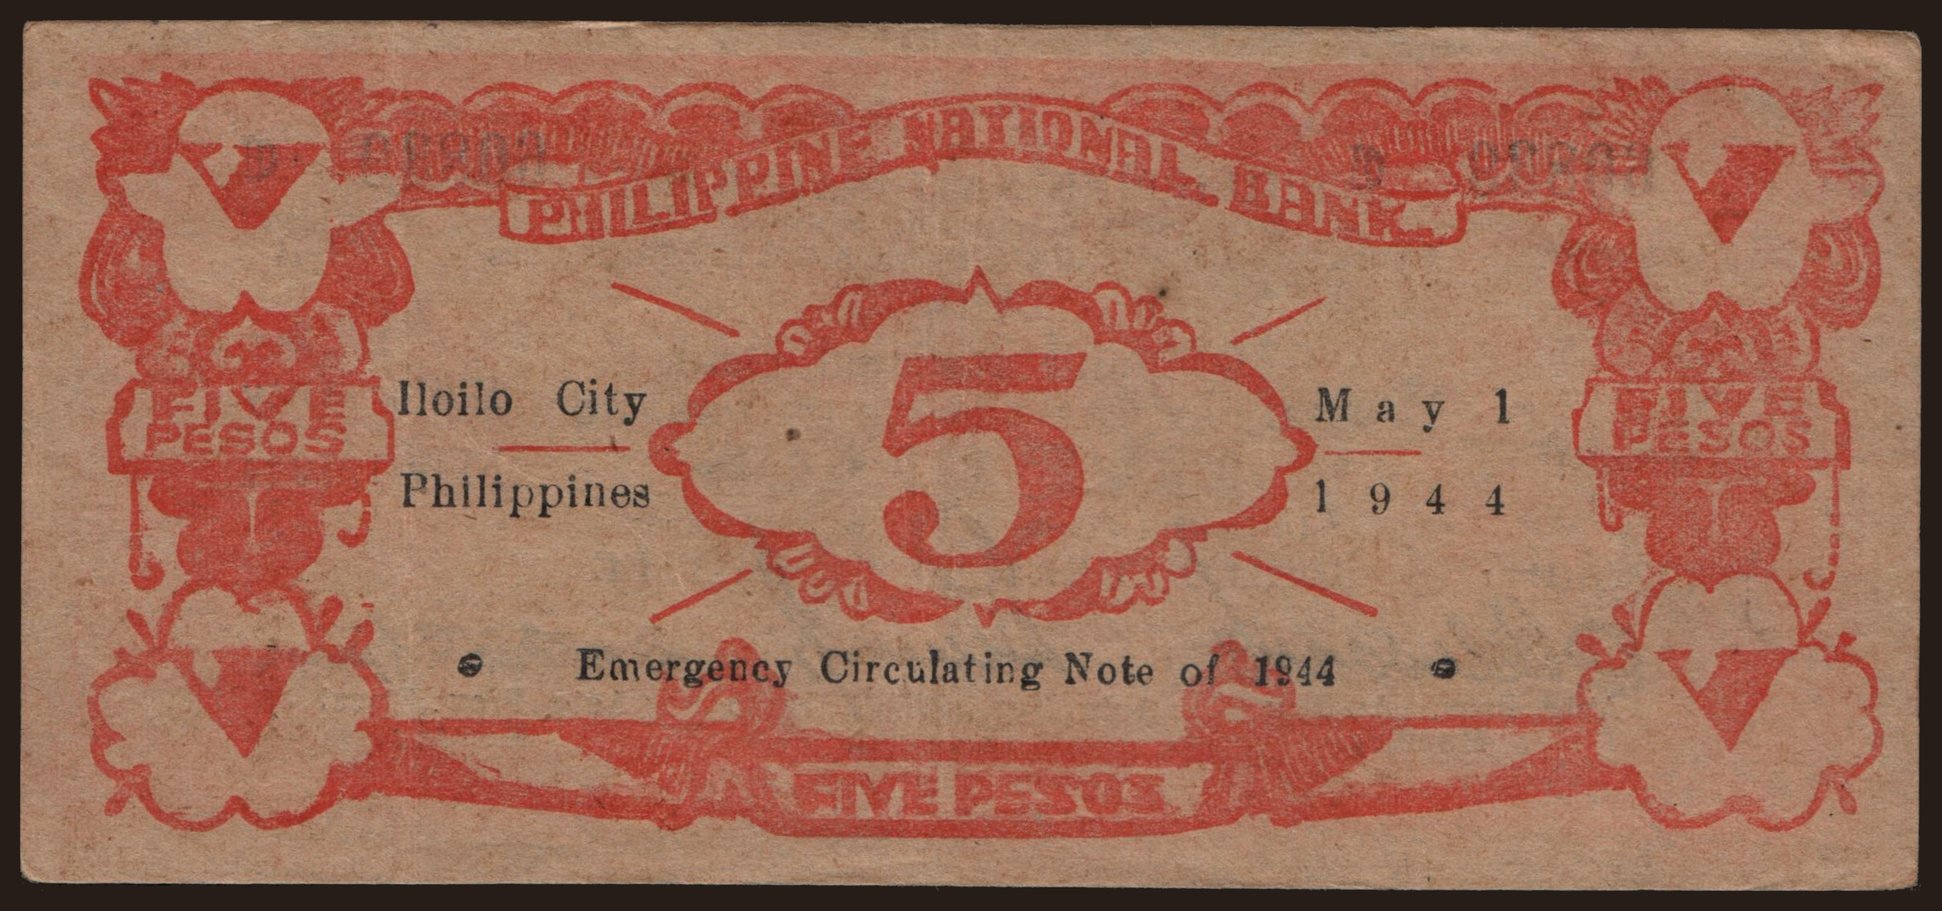 PHILIPPINE NATIONAL BANK
V
V
FIVE
PESOS
Iloilo City
Philippines
5
May 1
1944
FIVE
PESOS
Emergency Circulating Note of 1944
V
V
FIVE PESOS